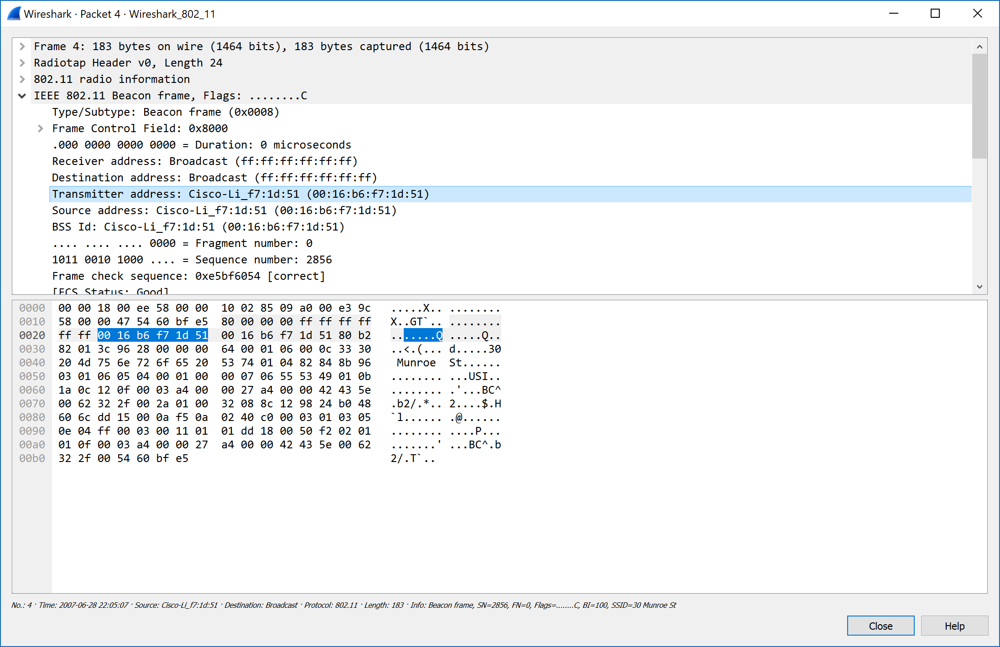 Wireshark · Packet 4 · Wireshark_802_11
Frame 4: 183 bytes on wire (1464 bits), 183 bytes captured (1464 bits)
Radiotap Header v0, Length 24
802.11 radio information
IEEE 802.11 Beacon frame, Flags: ........C
Type/Subtype: Beacon frame (0x0008)
Frame Control Field: 0x8000
.000 0000 0000 0000 = Duration: 0 microseconds
Receiver address: Broadcast (ff:ff:ff:ff:ff:ff)
Destination address: Broadcast (ff:ff:ff:ff:ff:ff)
Transmitter address: Cisco-Li_f7:1d:51 (00:16:b6:f7:1d:51)
Source address: Cisco-Li_f7:1d:51 (00:16:b6:f7:1d:51)
BSS Id: Cisco-Li_f7:1d:51 (00:16:b6:f7:1d:51)
.... .... .... 0000 = Fragment number: 0
1011 0010 1000 .... = Sequence number: 2856
Frame check sequence: 0xe5bf6054 [correct]
[FCS Status: Good]
0000 00 00 18 00 ee 58 00 00 10 02 85 09 a0 00 e3 9c .....X.. ........
0010 58 00 00 47 54 60 bf e5 80 00 00 00 ff ff ff ff X..GT`.. ........
0020 ff ff 00 16 b6 f7 1d 51 00 16 b6 f7 1d 51 80 b2 .......Q .....Q..
0030 82 01 3c 96 28 00 00 00 64 00 01 06 00 0c 33 30 ..<.(... d.....30
0040 20 4d 75 6e 72 6f 65 20 53 74 01 04 82 84 8b 96 Munroe St......
0050 03 01 06 05 04 00 01 00 00 07 06 55 53 49 01 0b ........ ...USI..
0060 1a 0c 12 0f 00 03 a4 00 00 27 a4 00 00 42 43 5e ........ .'...BC^
0070 00 62 32 2f 00 2a 01 00 32 08 8c 12 98 24 b0 48 .b2/.*.. 2....$.H
0080 60 6c dd 15 00 0a f5 0a 02 40 c0 00 03 01 03 05 `l...... .@......
0090 0e 04 ff 00 03 00 11 01 01 dd 18 00 50 f2 02 01 ........ ....P...
00a0 01 0f 00 03 a4 00 00 27 a4 00 00 42 43 5e 00 62 .......' ...BC^.b
00b0 32 2f 00 54 60 bf e5 2/.T`..
No.: 4 · Time: 2007-06-28 22:05:07 · Source: Cisco-Li_f7:1d:51 · Destination: Broadcast · Protocol: 802.11 · Length: 183 · Info: Beacon frame, SN=2856, FN=0, Flags=........C, BI=100, SSID=30 Munroe St
Close Help